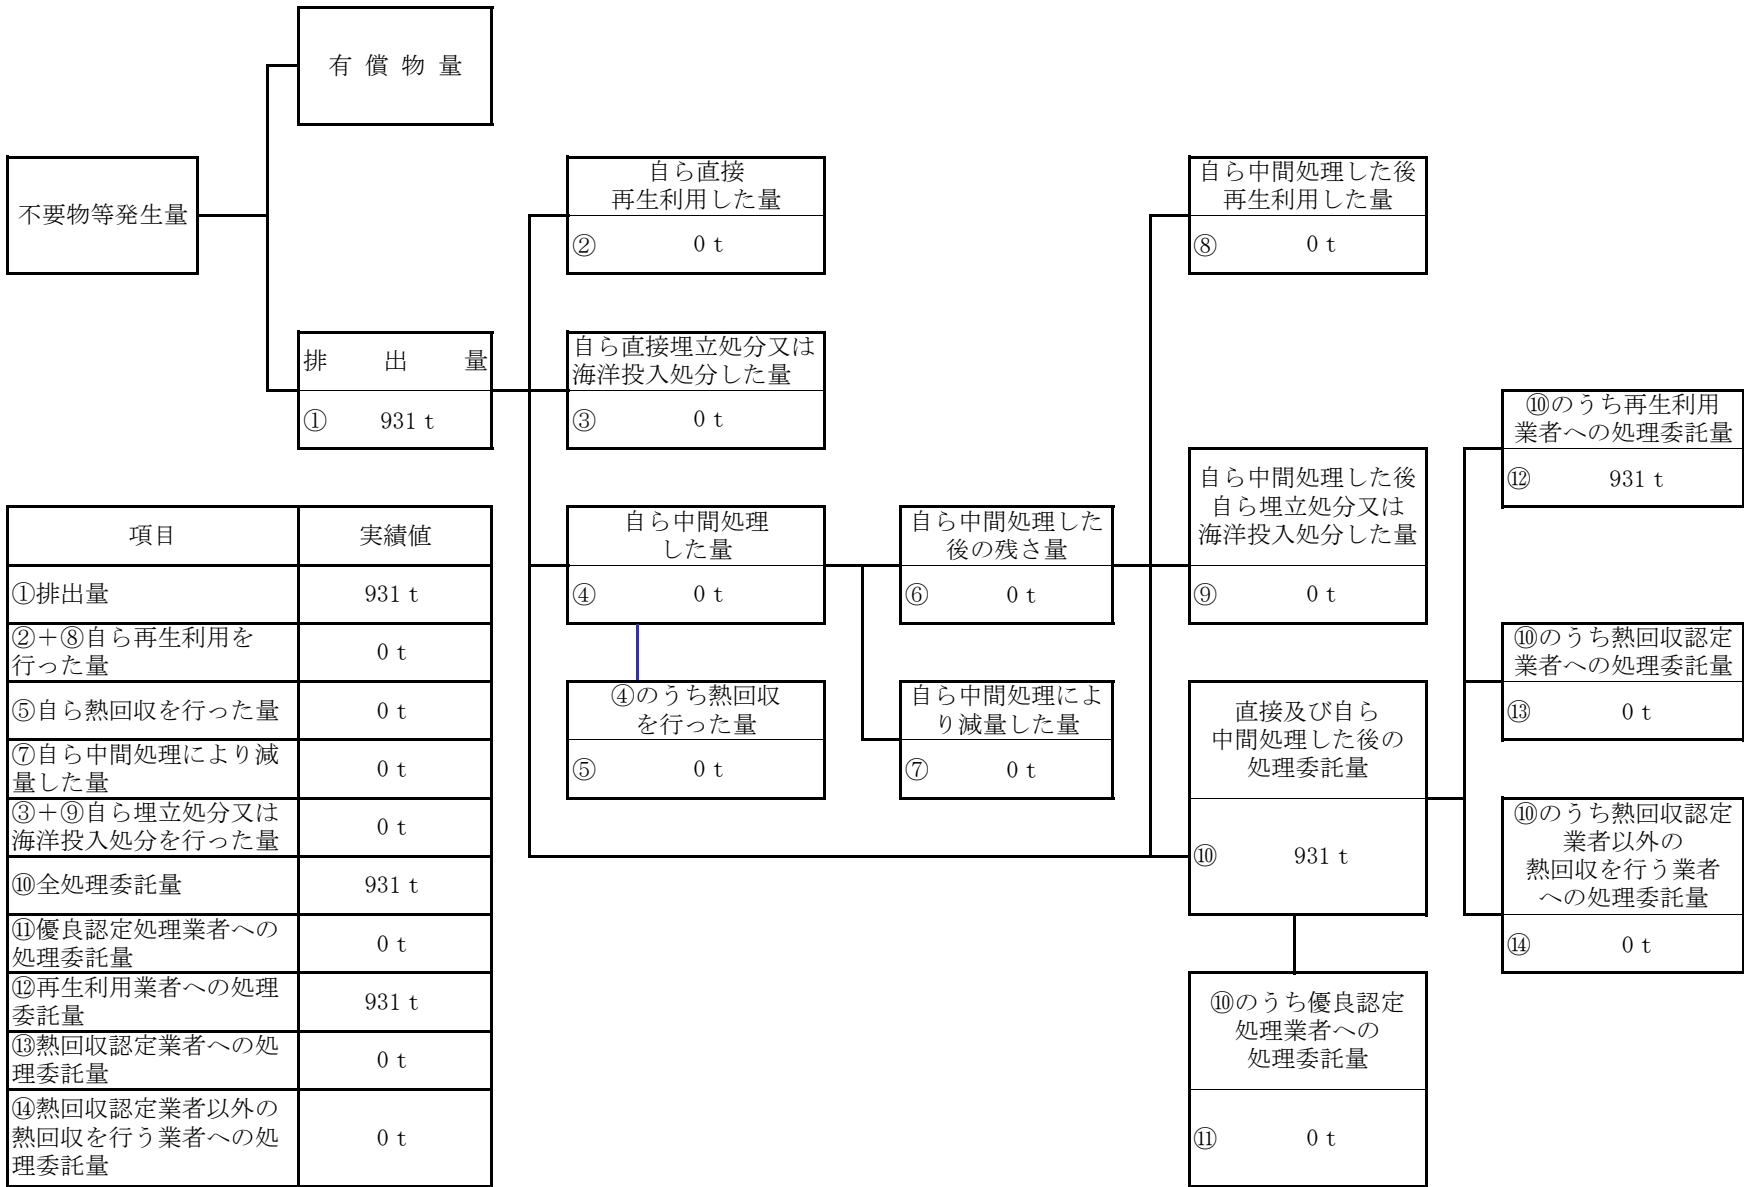 有償物量
不要物等発生量
自ら直接
再生利用した量
② 0 t
自ら中間処理した後
再生利用した量
⑧ 0 t
排出量
① 931 t
自ら直接埋立処分又は
海洋投入処分した量
③ 0 t
⑩のうち再生利用
業者への処理委託量
⑫ 931 t
自ら中間処理
した量
④ 0 t
自ら中間処理した
後の残さ量
⑥ 0 t
自ら中間処理した後
自ら埋立処分又は
海洋投入処分した量
⑨ 0 t
④のうち熱回収
を行った量
⑤ 0 t
自ら中間処理によ
り減量した量
⑦ 0 t
直接及び自ら
中間処理した後の
処理委託量
⑩ 931 t
⑩のうち熱回収認定
業者への処理委託量
⑬ 0 t
⑩のうち熱回収認定
業者以外の
熱回収を行う業者
への処理委託量
⑭ 0 t
⑩のうち優良認定
処理業者への
処理委託量
⑪ 0 t
項目 実績値
①排出量 931 t
②+⑧自ら再生利用を
行った量 0 t
⑤自ら熱回収を行った量 0 t
⑦自ら中間処理により減
量した量 0 t
③+⑨自ら埋立処分又は
海洋投入処分を行った量 0 t
⑩全処理委託量 931 t
⑪優良認定処理業者への
処理委託量 0 t
⑫再生利用業者への処理
委託量 931 t
⑬熱回収認定業者への処
理委託量 0 t
⑭熱回収認定業者以外の
熱回収を行う業者への処
理委託量 0 t